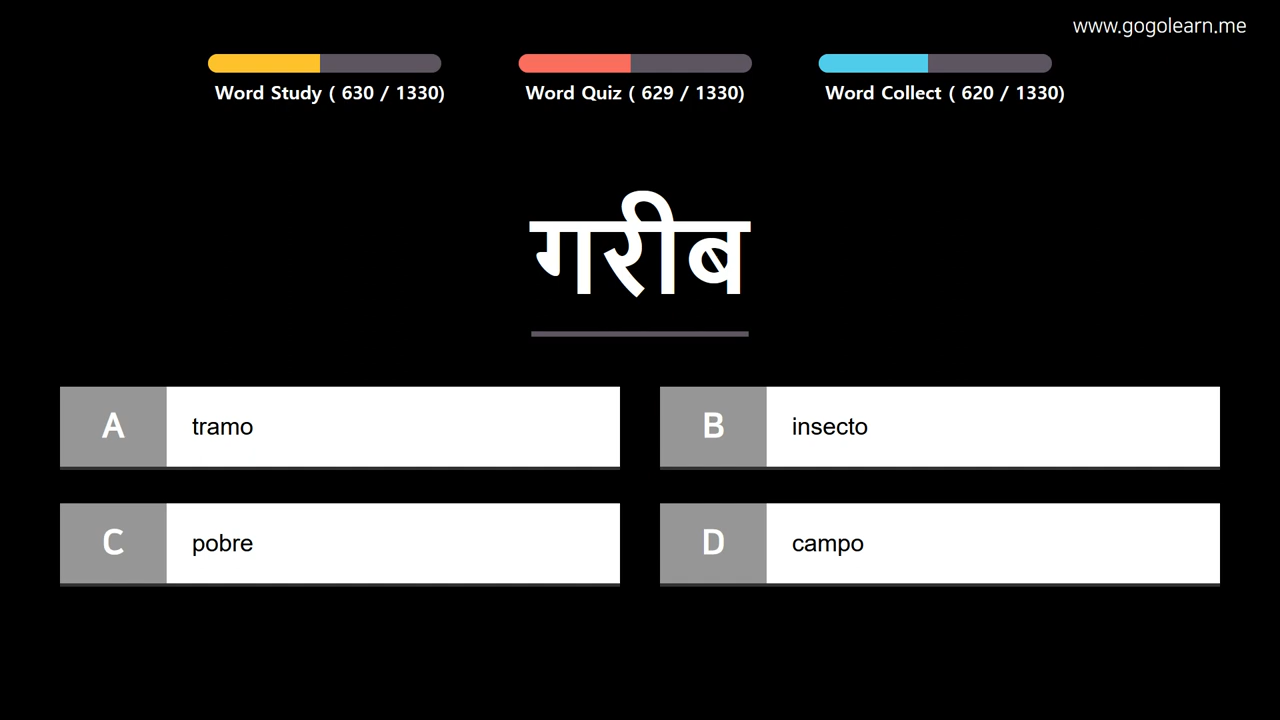 www.gogolearn.me
Word Study ( 630 / 1330)
Word Quiz ( 629 / 1330)
Word Collect ( 620 / 1330)
गरीब
A
tramo
B
insecto
C
pobre
D
campo